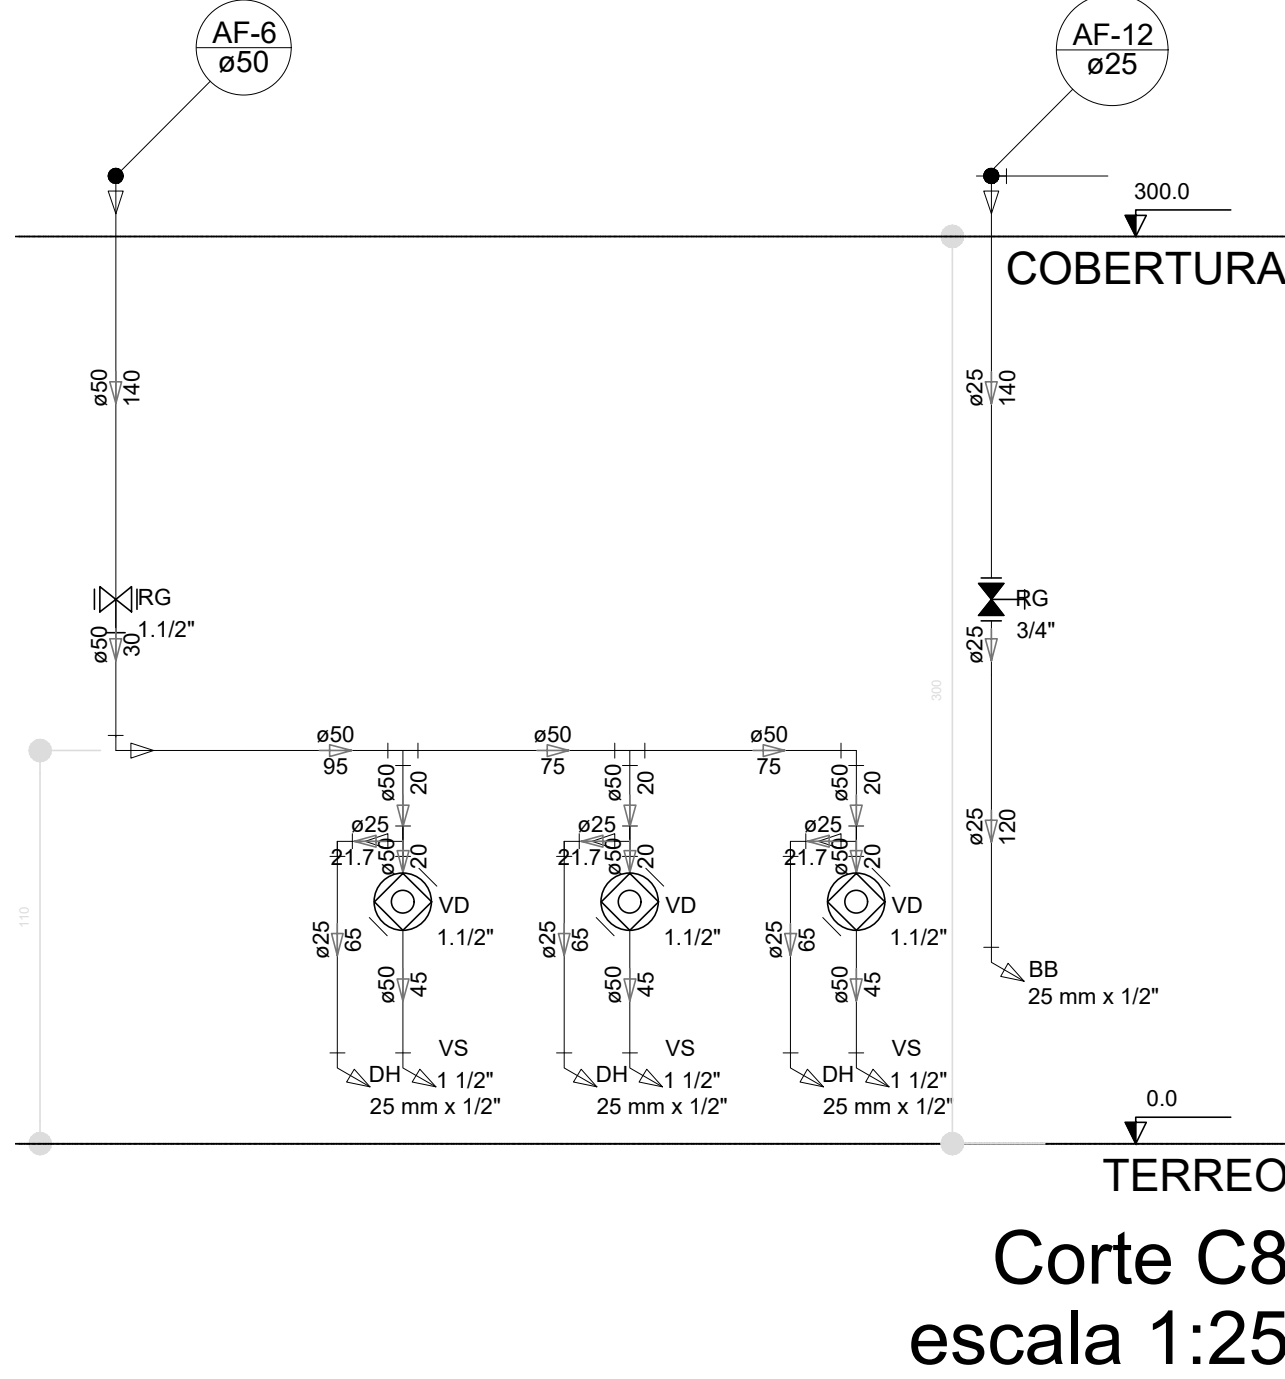 AF-6
ø50
AF-12
ø25
300.0
COBERTURA
ø50
140
ø25
140
RG
1.1/2"
ø50
30
RG
3/4"
ø25
300
ø50
95
ø50
75
ø50
75
ø50
20
ø50
20
ø50
20
ø25
21.7
ø50
20
ø25
21.7
ø50
20
ø25
21.7
ø50
20
ø25
120
110
VD
1.1/2"
VD
1.1/2"
VD
1.1/2"
ø25
65
ø25
65
ø25
65
ø50
45
ø50
45
ø50
45
BB
25 mm x 1/2"
VS
1 1/2"
DH
25 mm x 1/2"
VS
1 1/2"
DH
25 mm x 1/2"
VS
1 1/2"
DH
25 mm x 1/2"
0.0
TERREO
Corte C8
escala 1:25